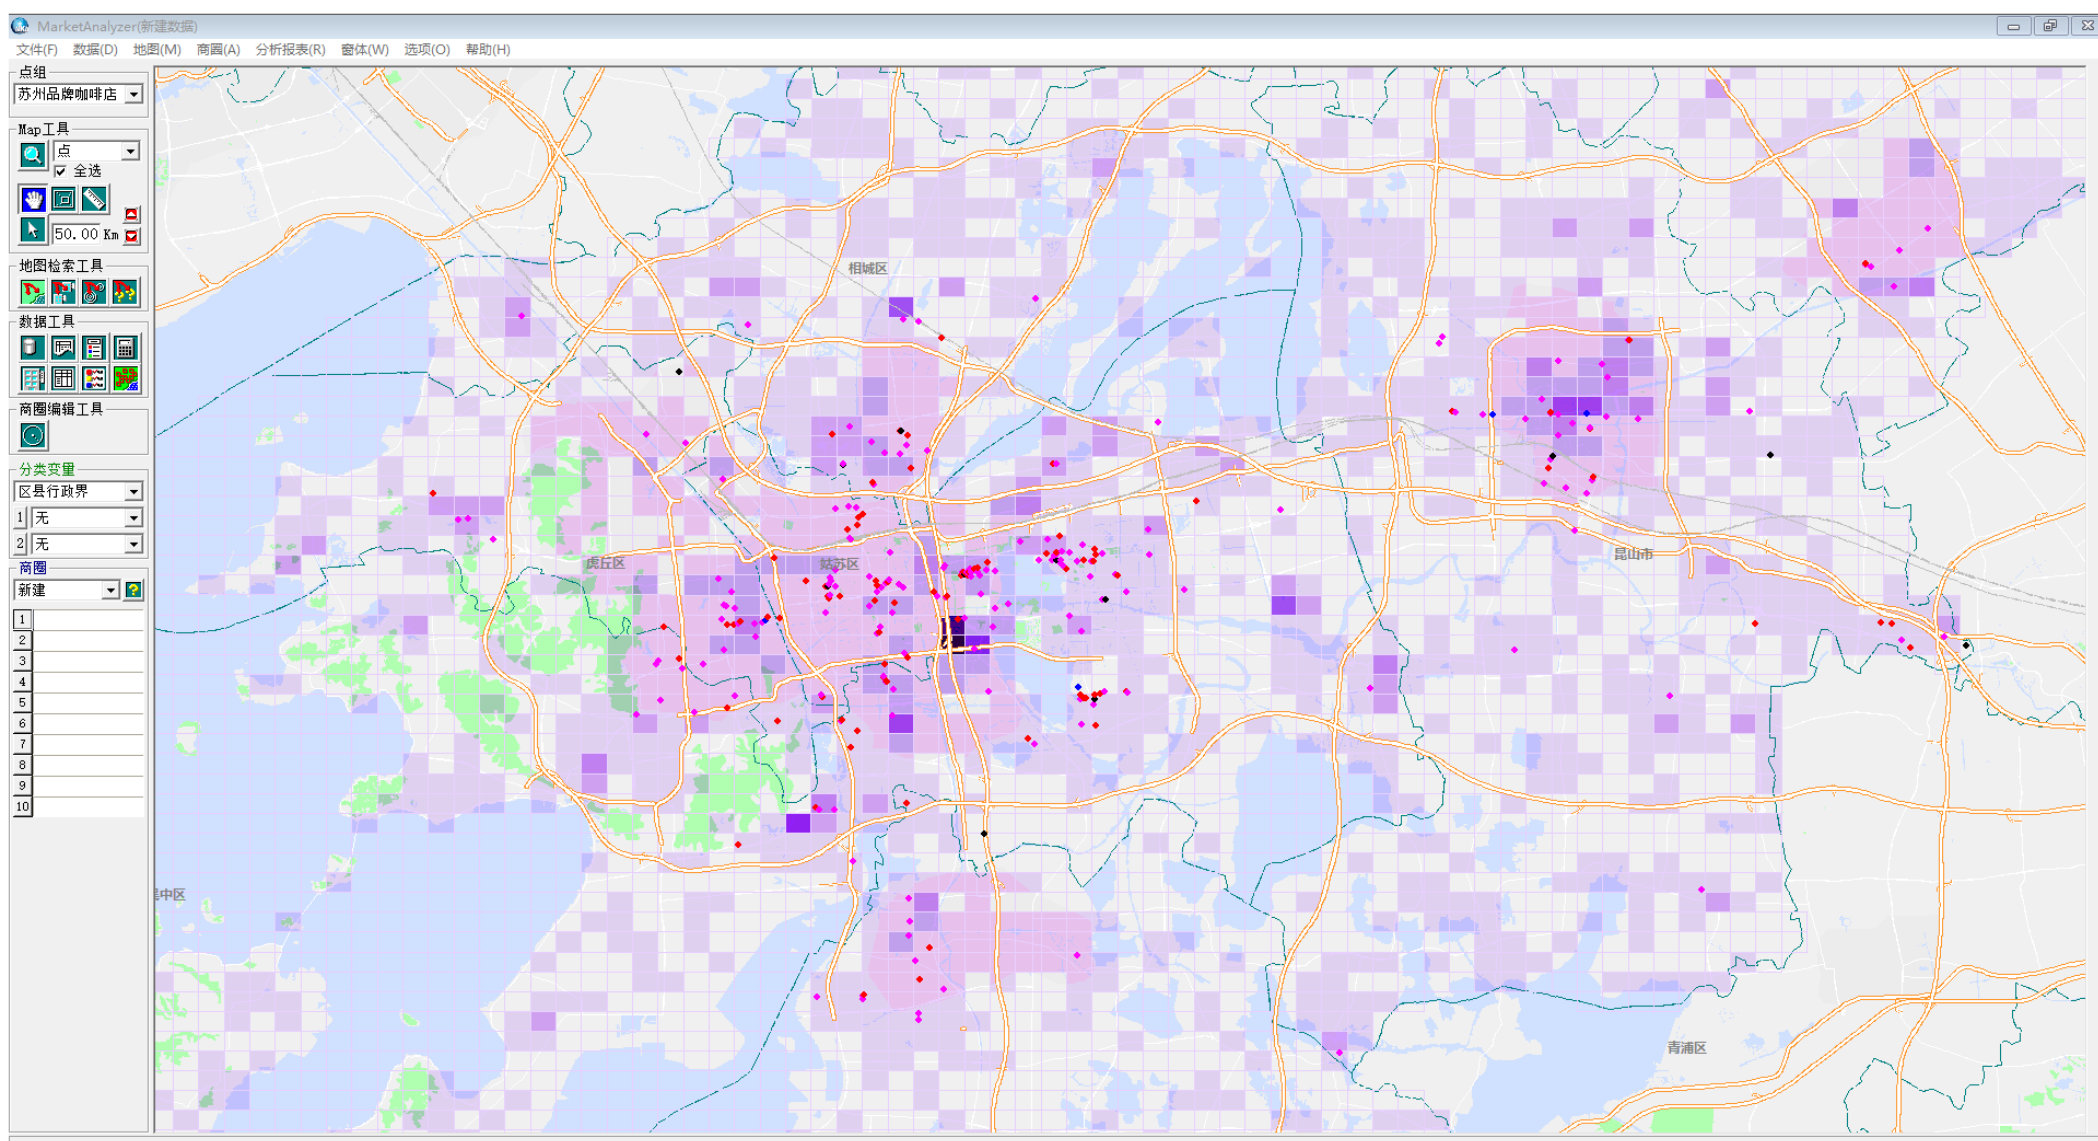 MarketAnalyzer(新建数据)
文件(F) 数据(D) 地图(M) 商圈(A) 分析报表(R) 窗体(W) 选项(O) 帮助(H)
点组
苏州品牌咖啡店
Map工具
点
全选
50.00 Km
地图检索工具
数据工具
商圈编辑工具
分类变量
区县行政界
1 无
2 无
商圈
新建
1
2
3
4
5
6
7
8
9
10
相城区
虎丘区
姑苏区
昆山市
吴中区
青浦区